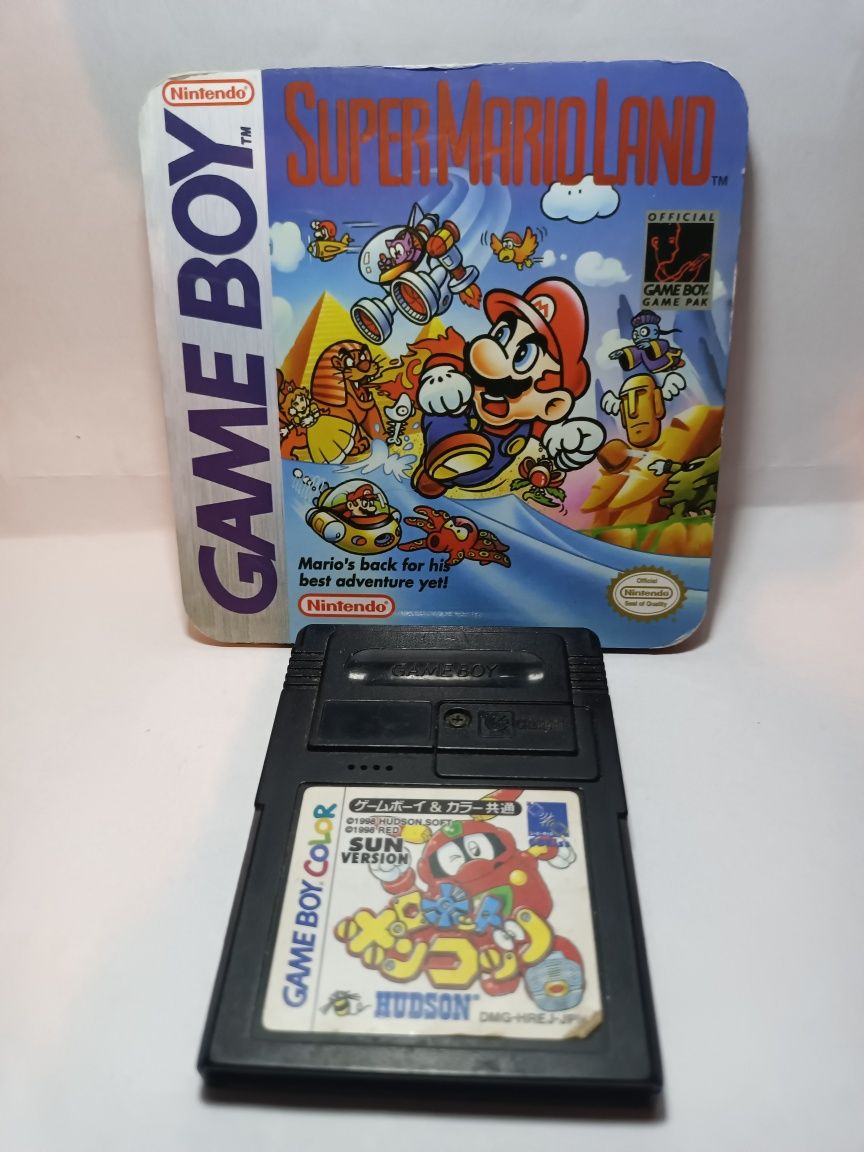 Nintendo®
GAME BOY™
SUPER MARIO LAND™
OFFICIAL
GAME BOY
GAME PAK
Mario's back for his
best adventure yet!
Nintendo®
Official
Nintendo
Seal of Quality
GAME BOY
ゲームボーイ&カラー共通
©1998 HUDSON SOFT
©1998 RED
SUN
VERSION
GAME BOY COLOR
HUDSON
DMG-HREJ-JPN